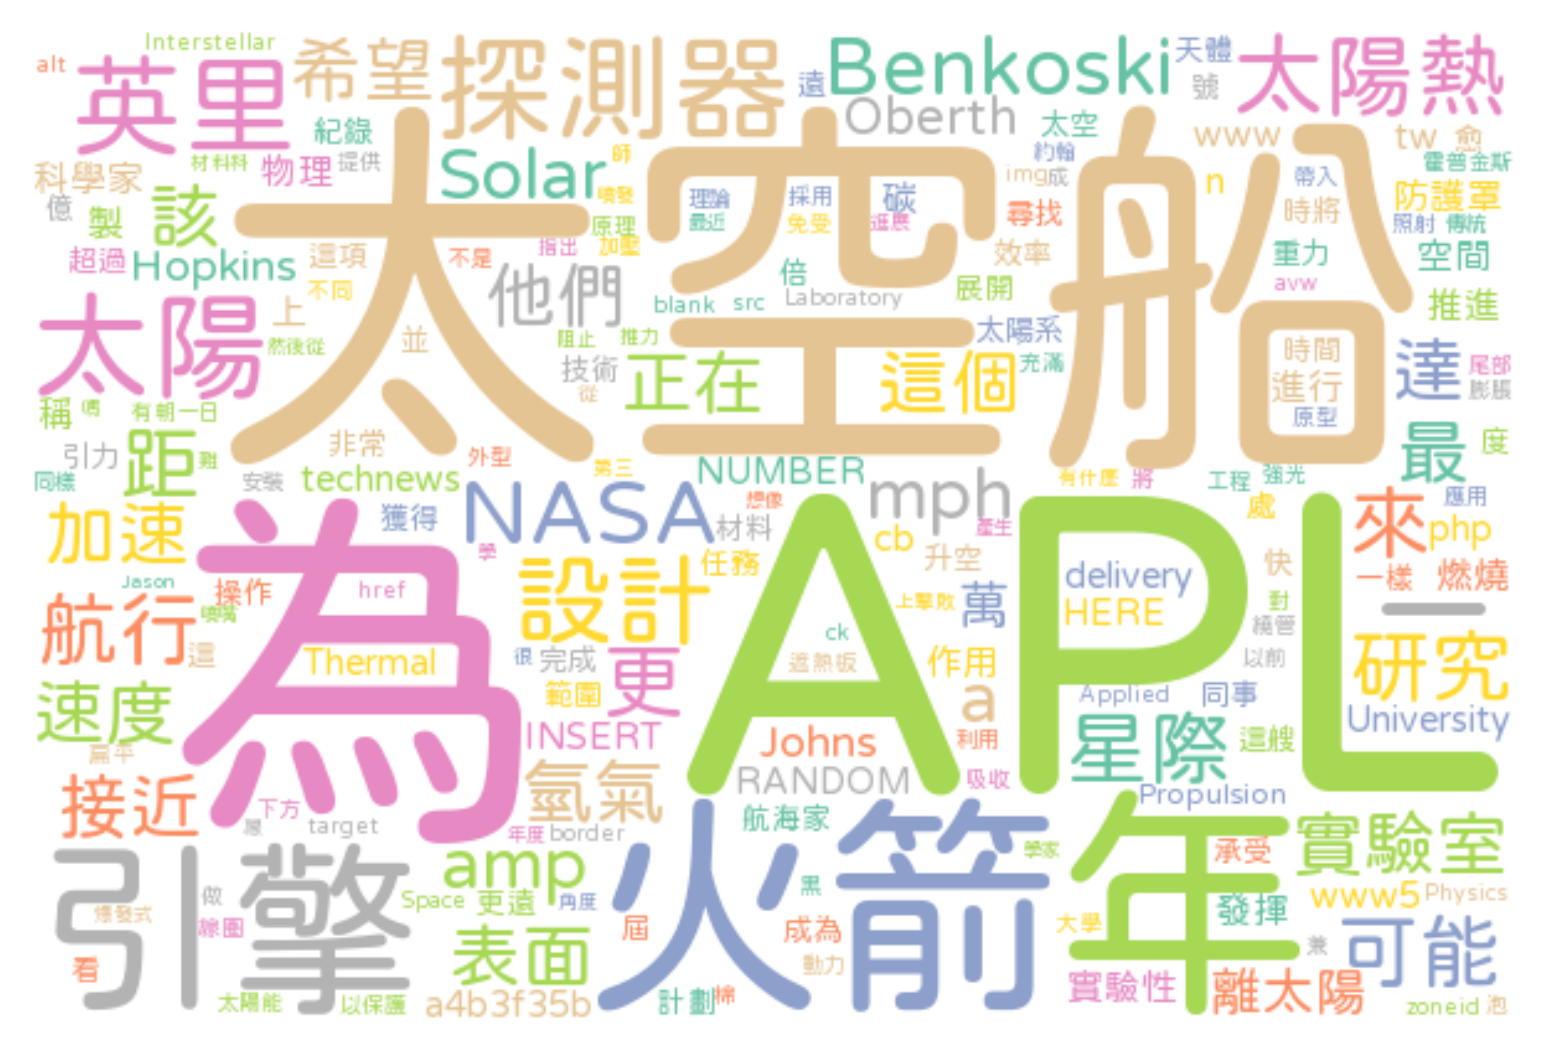 Interstellar
alt
英里
希望
探測器
遠
Benkoski
天體
號
太陽熱
Oberth
太空
www
tw
愈
紀錄
材料科
物理
提供
師
約翰
霍普金斯
科學家
Solar
噴發
理論
採用
碳
img
成
n
帶入
防護罩
億
製
該
原理
最近
免受
進展
尋找
時將
照射
傳統
超過
Hopkins
這項
不是
指出
加壓
效率
重力
空間
不同
他們
倍
展開
avw
太陽
上
blank
src
Laboratory
推進
太空船
並
然後從
阻止
推力
太陽系
技術
正在
這個
充滿
時間
達
尾部
進行
膨脹
從
原型
稱
有朝一日
距
引力
非常
外型
第三
NUMBER
最
度
難
同樣
安裝
technews
有什麼
將
工程
強光
想像
mph
應用
加速
獲得
NASA
材料
產生
處
來
php
cb
學
升空
任務
快
一樣
燃燒
Jason
操作
href
設計
delivery
萬
上擊敗
對
一
航行
噴嘴
HERE
ck
繞管
這
Thermal
很
完成
更
遮熱板
作用
以前
研究
為
APL
速度
範圍
a
Applied
同事
University
INSERT
Johns
利用
星際
這艘
接近
氫氣
RANDOM
吸收
Propulsion
下方
target
年度
border
航海家
引擎
amp
火箭
學家
年
承受
實驗室
做
Space
更遠
角度
黑
www5
Physics
爆發式
線圈
屆
成為
大學
發揮
可能
看
表面
動力
兼
實驗性
離太陽
太陽能
以保護
a4b3f35b
計劃
棉
zoneid
泡